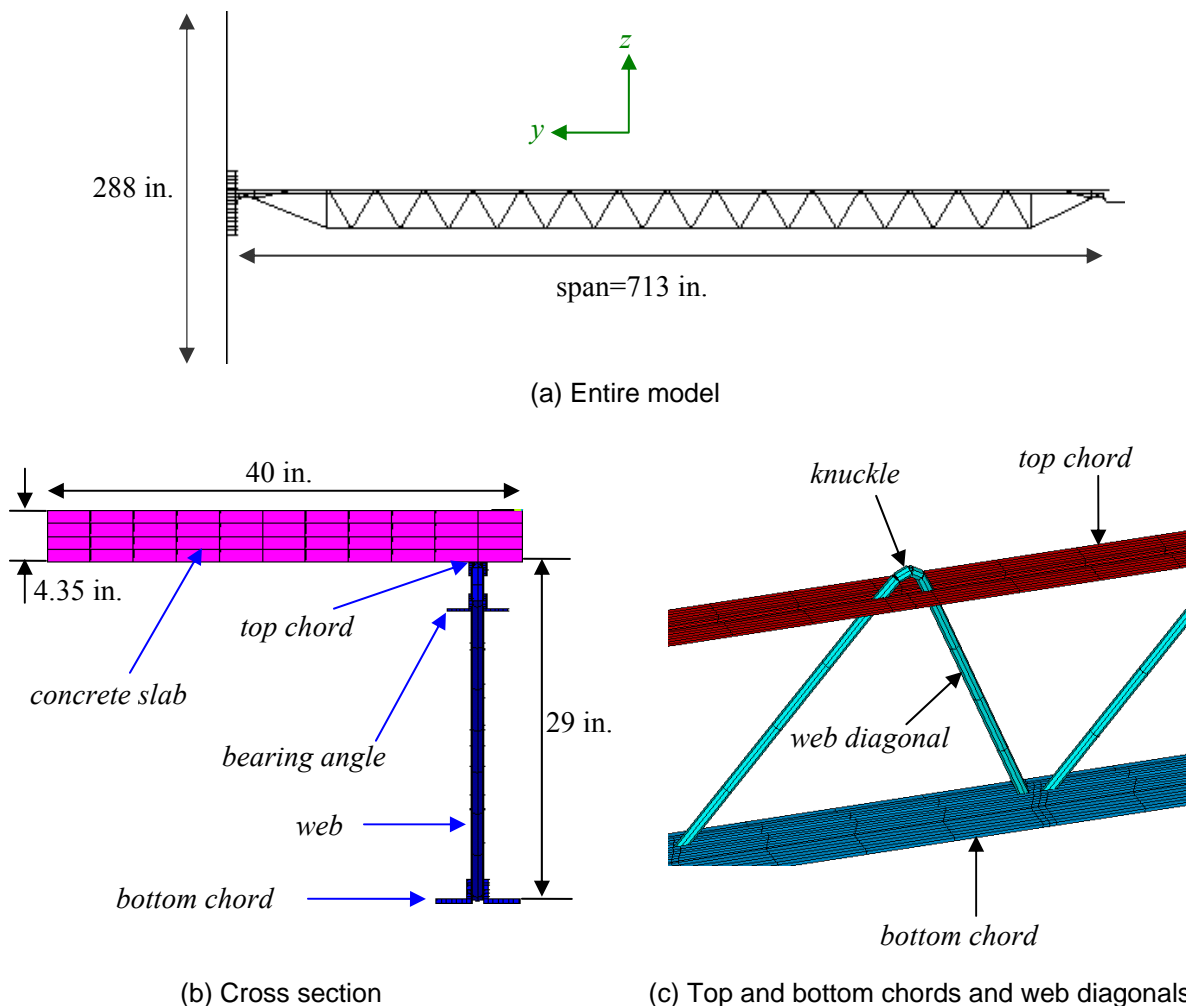 z
y
288 in.
span=713 in.
(a) Entire model
40 in.
4.35 in.
top chord
concrete slab
bearing angle
29 in.
web
bottom chord
(b) Cross section
knuckle
top chord
web diagonal
bottom chord
(c) Top and bottom chords and web diagonals